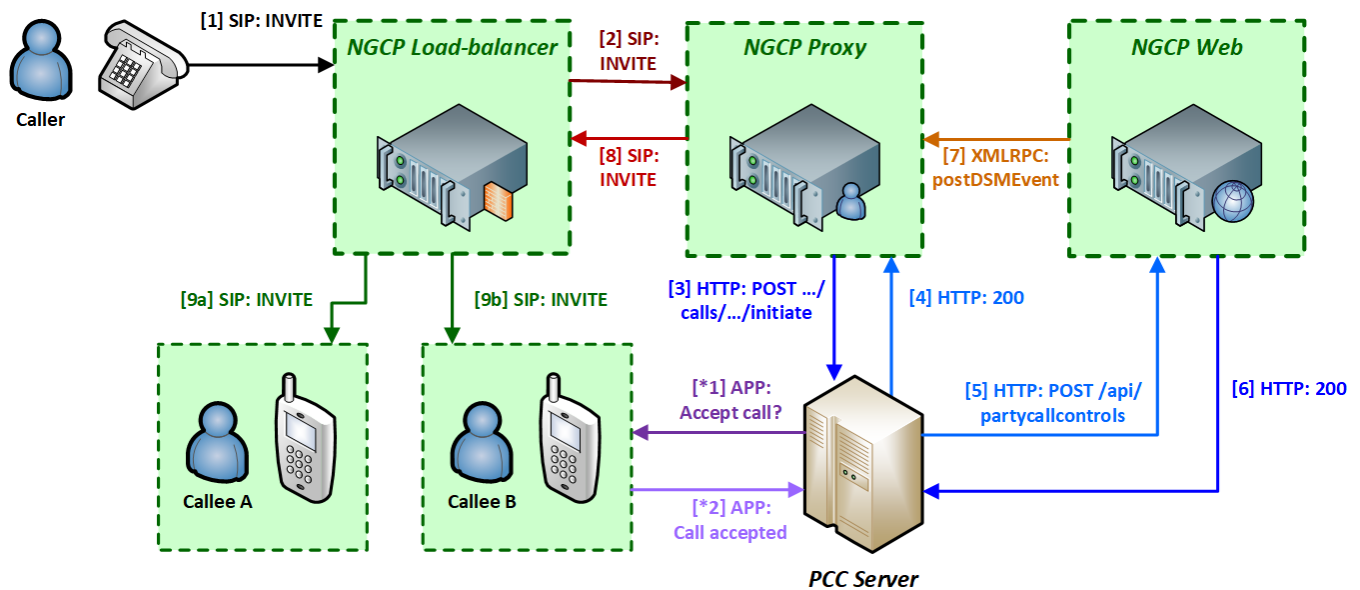 [1] SIP: INVITE
Caller
NGCP Load-balancer
[2] SIP:
INVITE
[8] SIP:
INVITE
NGCP Proxy
NGCP Web
[7] XMLRPC:
postDSMEvent
[9a] SIP: INVITE
[9b] SIP: INVITE
[3] HTTP: POST .../
calls/.../initiate
[4] HTTP: 200
[5] HTTP: POST /api/
partycallcontrols
[6] HTTP: 200
[*1] APP:
Accept call?
[*2] APP:
Call accepted
Callee A
Callee B
PCC Server